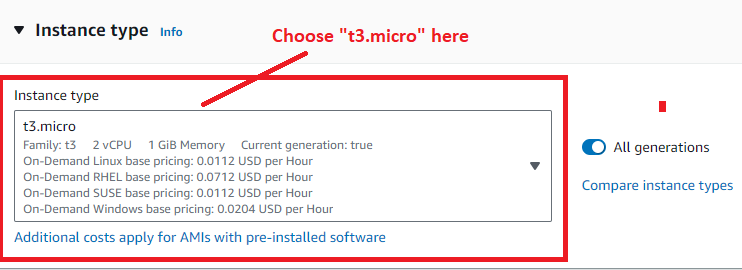 Instance type Info
Choose "t3.micro" here
Instance type
t3.micro
Family: t3 2 vCPU 1 GiB Memory Current generation: true
On-Demand Linux base pricing: 0.0112 USD per Hour
On-Demand RHEL base pricing: 0.0712 USD per Hour
On-Demand SUSE base pricing: 0.0112 USD per Hour
On-Demand Windows base pricing: 0.0204 USD per Hour
All generations
Compare instance types
Additional costs apply for AMIs with pre-installed software